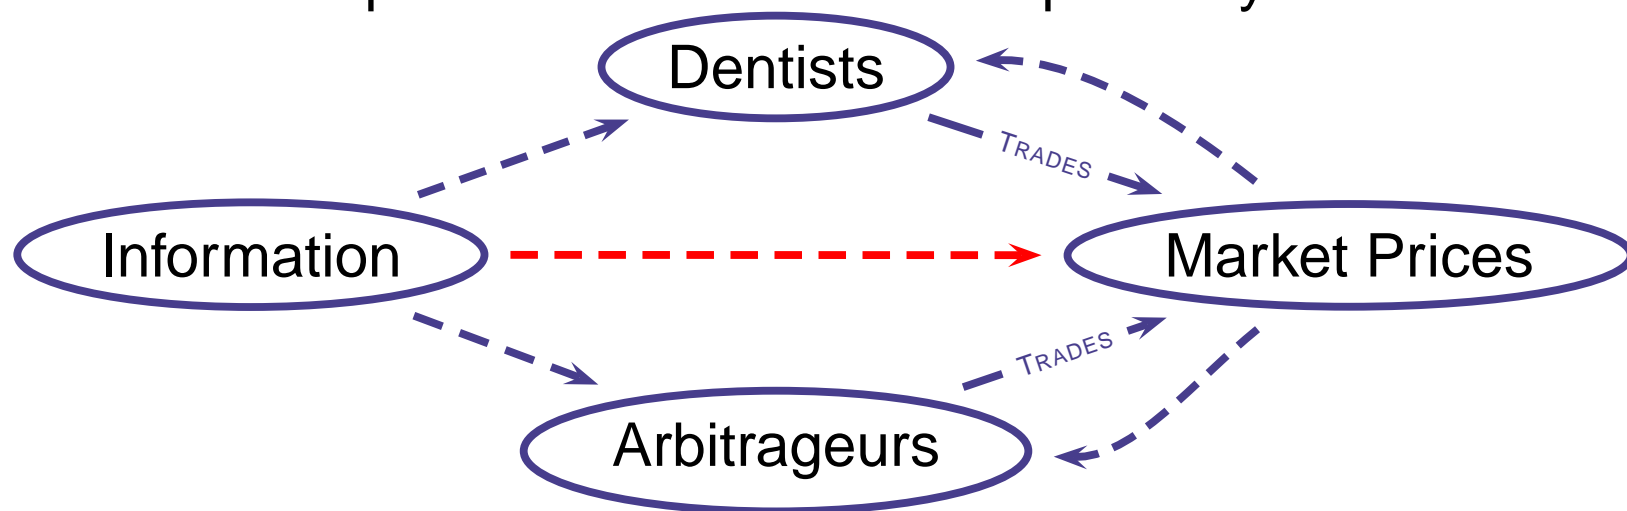 Dentists
TRADES
Information
Market Prices
TRADES
Arbitrageurs